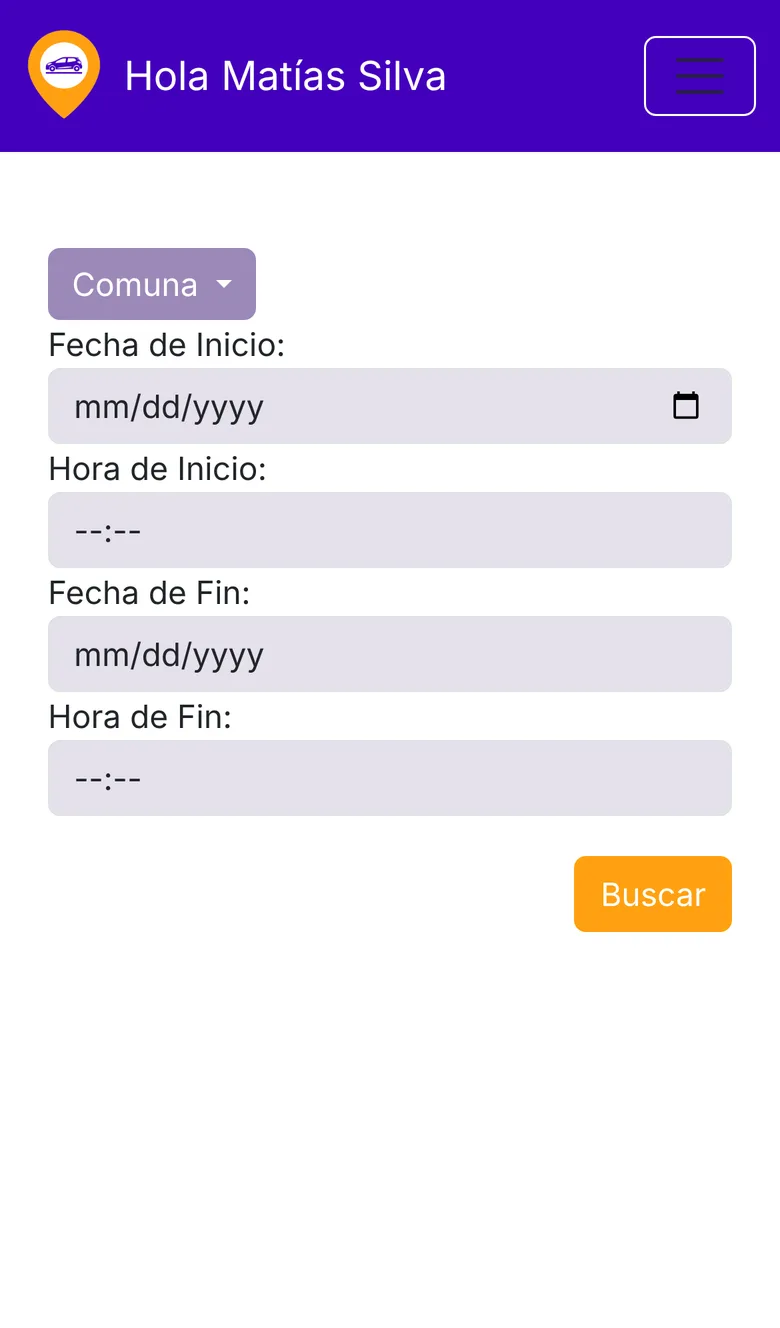 Hola Matías Silva
Comuna
Fecha de Inicio:
mm/dd/yyyy
Hora de Inicio:
--:--
Fecha de Fin:
mm/dd/yyyy
Hora de Fin:
--:--
Buscar